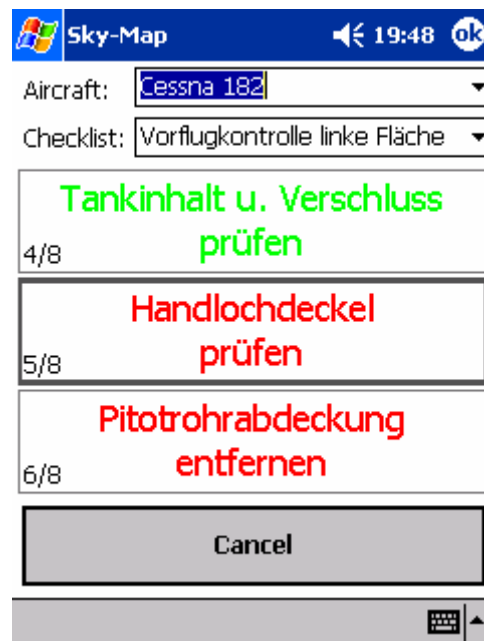 Sky-Map 19:48 ok
Aircraft: Cessna 182
Checklist: Vorflugkontrolle linke Fläche
Tankinhalt u. Verschluss
prüfen
4/8
Handlochdeckel
prüfen
5/8
Pitotrohrabdeckung
entfernen
6/8
Cancel